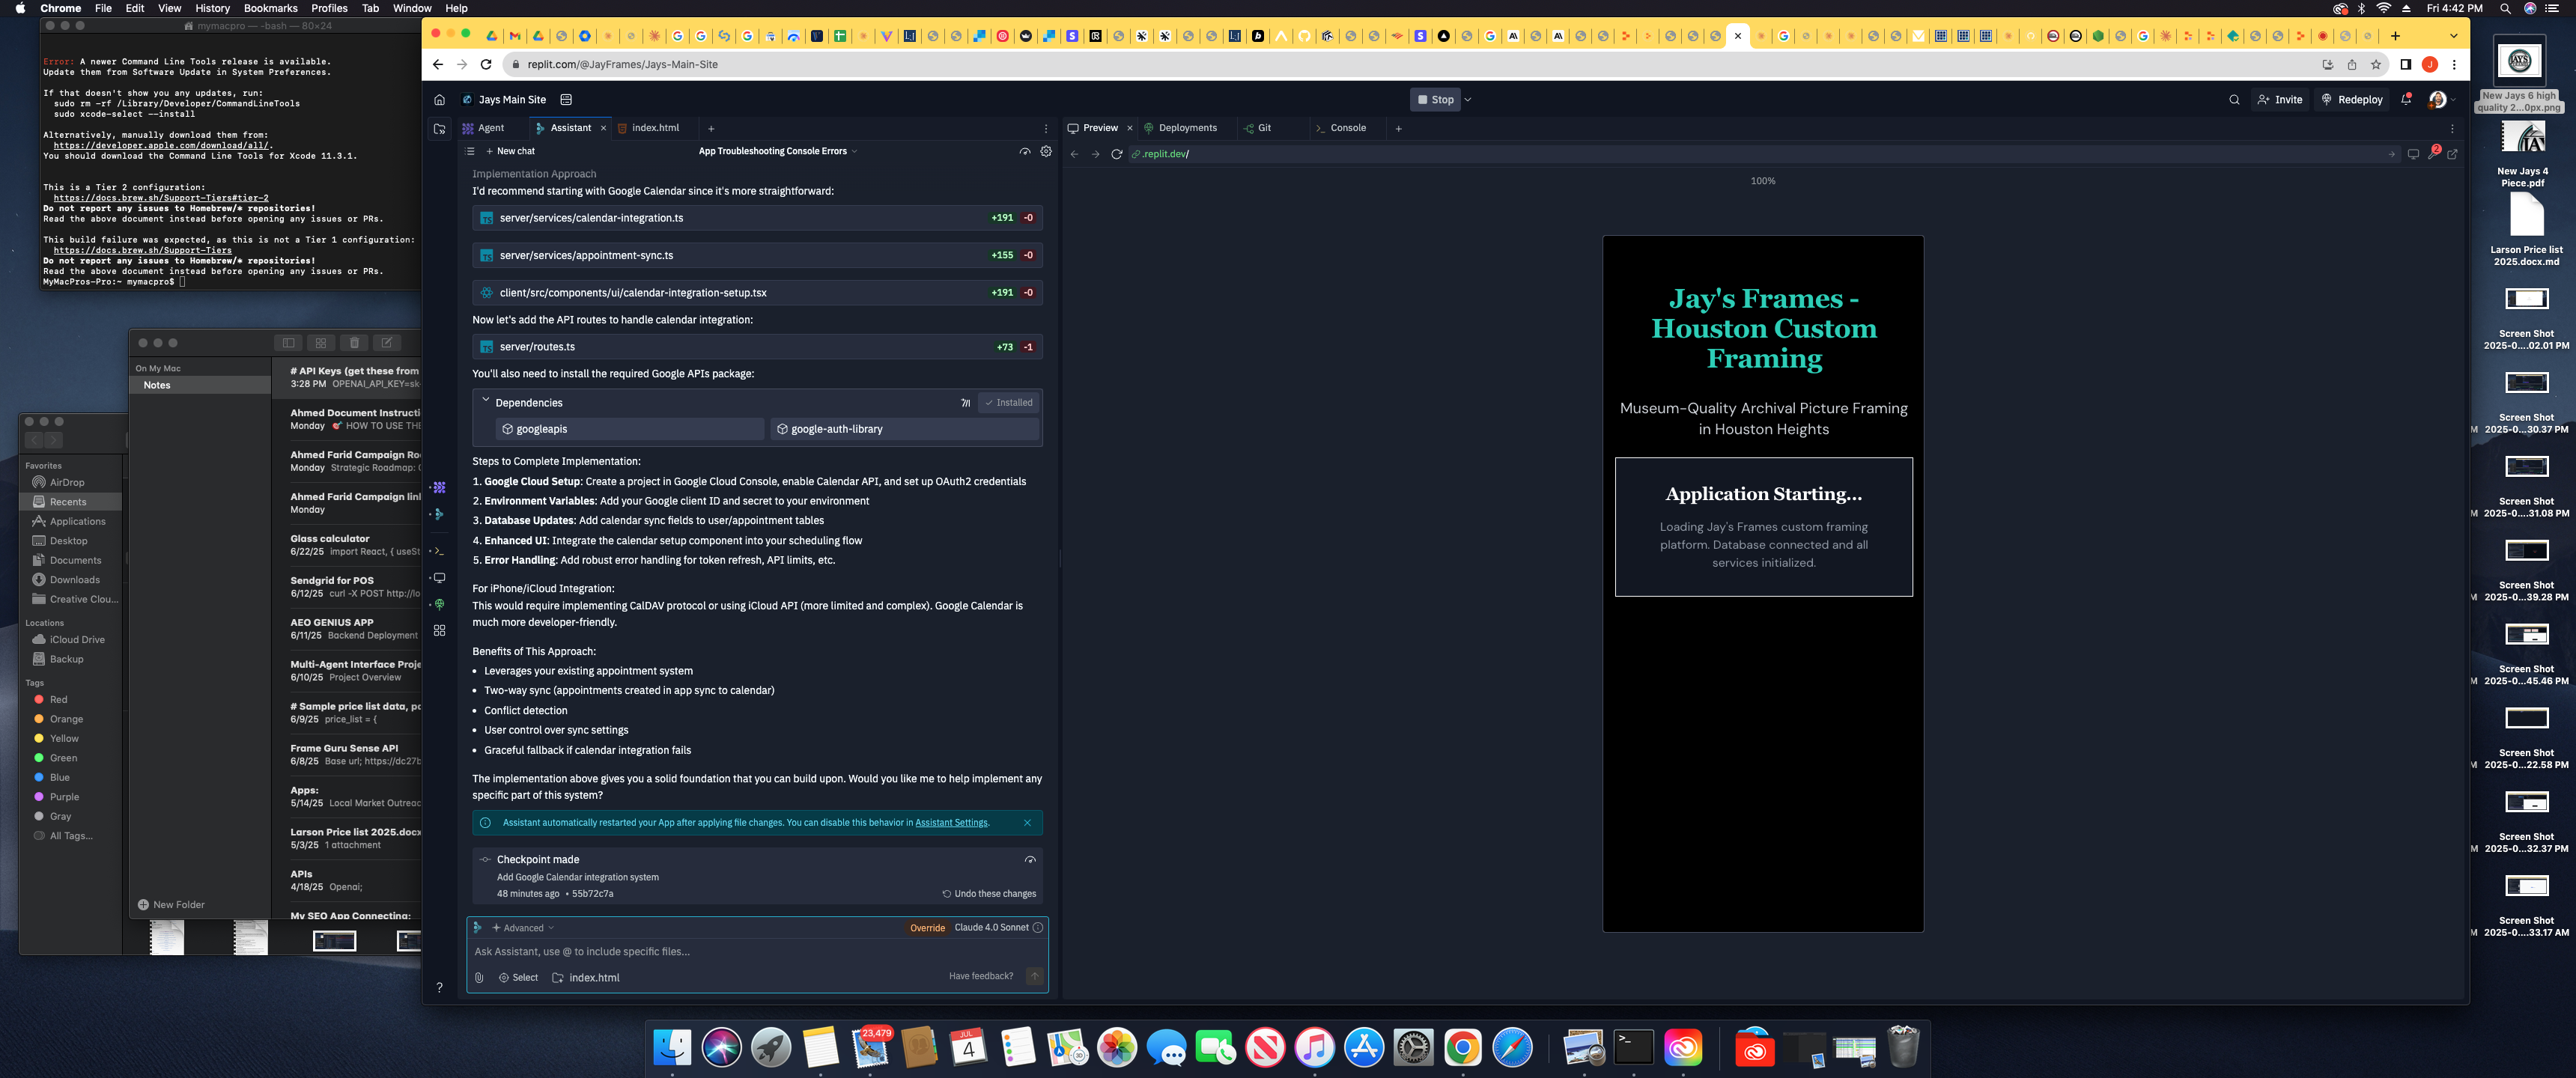 Chrome File Edit View History Bookmarks Profiles Tab Window Help
Fri 4:42 PM
mymacpro — -bash — 80×24
Error: A newer Command Line Tools release is available.
Update them from Software Update in System Preferences.
If that doesn't show you any updates, run:
sudo rm -rf /Library/Developer/CommandLineTools
sudo xcode-select --install
Alternatively, manually download them from:
https://developer.apple.com/download/all/.
You should download the Command Line Tools for Xcode 11.3.1.
This is a Tier 2 configuration:
https://docs.brew.sh/Support-Tiers#tier-2
Do not report any issues to Homebrew/* repositories!
Read the above document instead before opening any issues or PRs.
This build failure was expected, as this is not a Tier 1 configuration:
https://docs.brew.sh/Support-Tiers
Do not report any issues to Homebrew/* repositories!
Read the above document instead before opening any issues or PRs.
MyMacPros-Pro:~ mymacpro$
On My Mac
Notes
New Folder
# API Keys (get these from
3:28 PM OPENAI_API_KEY=sk-
Ahmed Document Instructi
Monday 🎯 HOW TO USE THE
Ahmed Farid Campaign Ro
Monday Strategic Roadmap:
Ahmed Farid Campaign lin
Monday
Glass calculator
6/22/25 import React, { useSt
Sendgrid for POS
6/12/25 curl -X POST http://lo
AEO GENIUS APP
6/11/25 Backend Deployment
Multi-Agent Interface Proje
6/10/25 Project Overview
# Sample price list data, pa
6/9/25 price_list = {
Frame Guru Sense API
6/8/25 Base url; https://dc27b
Apps:
5/14/25 Local Market Outreac
Larson Price list 2025.docx
5/3/25 1 attachment
APIs
4/18/25 Openai;
My SEO App Connecting:
Favorites
AirDrop
Recents
Applications
Desktop
Documents
Downloads
Creative Clou...
Locations
iCloud Drive
Backup
Tags
Red
Orange
Yellow
Green
Blue
Purple
Gray
All Tags...
replit.com/@JayFrames/Jays-Main-Site
Jays Main Site
Stop
Invite
Redeploy
Agent
Assistant
index.html
New chat
App Troubleshooting Console Errors
Implementation Approach
I'd recommend starting with Google Calendar since it's more straightforward:
server/services/calendar-integration.ts +191 -0
server/services/appointment-sync.ts +155 -0
client/src/components/ui/calendar-integration-setup.tsx +191 -0
Now let's add the API routes to handle calendar integration:
server/routes.ts +73 -1
You'll also need to install the required Google APIs package:
Dependencies
Installed
googleapis
google-auth-library
Steps to Complete Implementation:
1. Google Cloud Setup: Create a project in Google Cloud Console, enable Calendar API, and set up OAuth2 credentials
2. Environment Variables: Add your Google client ID and secret to your environment
3. Database Updates: Add calendar sync fields to user/appointment tables
4. Enhanced UI: Integrate the calendar setup component into your scheduling flow
5. Error Handling: Add robust error handling for token refresh, API limits, etc.
For iPhone/iCloud Integration:
This would require implementing CalDAV protocol or using iCloud API (more limited and complex). Google Calendar is
much more developer-friendly.
Benefits of This Approach:
• Leverages your existing appointment system
• Two-way sync (appointments created in app sync to calendar)
• Conflict detection
• User control over sync settings
• Graceful fallback if calendar integration fails
The implementation above gives you a solid foundation that you can build upon. Would you like me to help implement any
specific part of this system?
Assistant automatically restarted your App after applying file changes. You can disable this behavior in Assistant Settings.
Checkpoint made
Add Google Calendar integration system
48 minutes ago • 55b72c7a
Undo these changes
Advanced
Override Claude 4.0 Sonnet
Ask Assistant, use @ to include specific files...
Select
index.html
Have feedback?
Preview
Deployments
Git
Console
.replit.dev/
2
100%
Jay's Frames -
Houston Custom
Framing
Museum-Quality Archival Picture Framing
in Houston Heights
Application Starting...
Loading Jay's Frames custom framing
platform. Database connected and all
services initialized.
New Jays 6 high
quality 2...0px.png
New Jays 4
Piece.pdf
Larson Price list
2025.docx.md
Screen Shot
2025-0....02.01 PM
Screen Shot
2025-0...30.37 PM
Screen Shot
2025-0....31.08 PM
Screen Shot
2025-0...39.28 PM
Screen Shot
2025-0...45.46 PM
Screen Shot
2025-0...22.58 PM
Screen Shot
2025-0...32.37 PM
Screen Shot
2025-0....33.17 AM
23,479
JUL
4